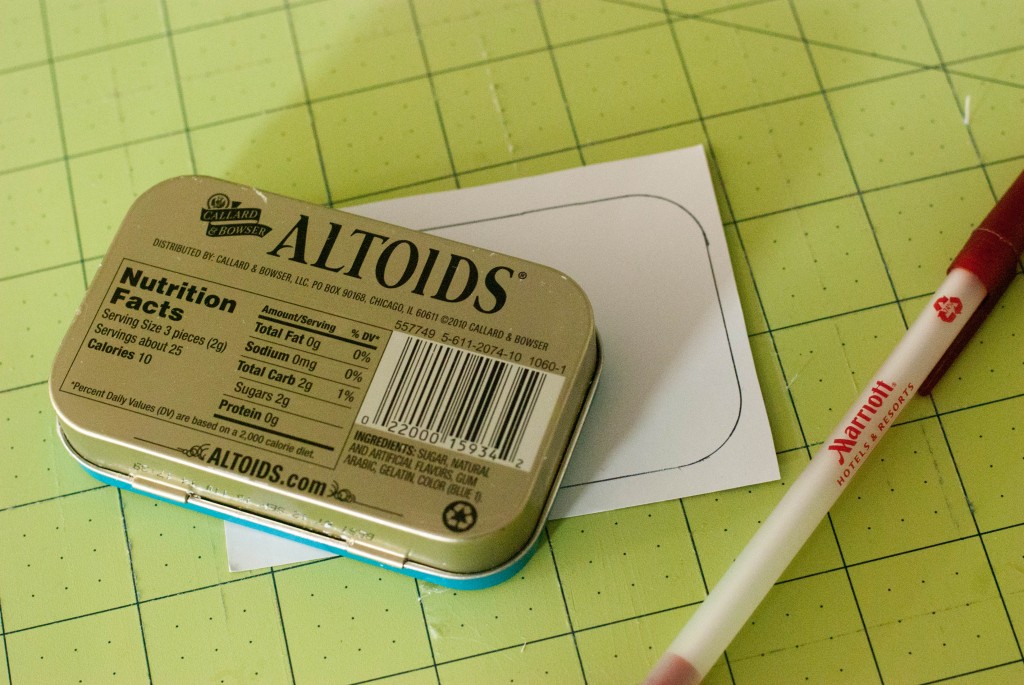 CALLARD
& BOWSER
ALTOIDS®
DISTRIBUTED BY: CALLARD & BOWSER, LLC. PO BOX 90168, CHICAGO, IL 60611 ©2010 CALLARD & BOWSER
Nutrition
Facts
Serving Size 3 pieces (2g)
Servings about 25
Calories 10
Amount/Serving % DV*
Total Fat 0g 0%
Sodium 0mg 0%
Total Carb 2g 1%
Sugars 2g
Protein 0g
*Percent Daily Values (DV) are based on a 2,000 calorie diet.
557749 5-611-2074-10 1060-1
0 22000 15934 2
INGREDIENTS: SUGAR, NATURAL
AND ARTIFICIAL FLAVORS, GUM
ARABIC, GELATIN, COLOR (BLUE 1).
ALTOIDS.com
Marriott®
HOTELS & RESORTS